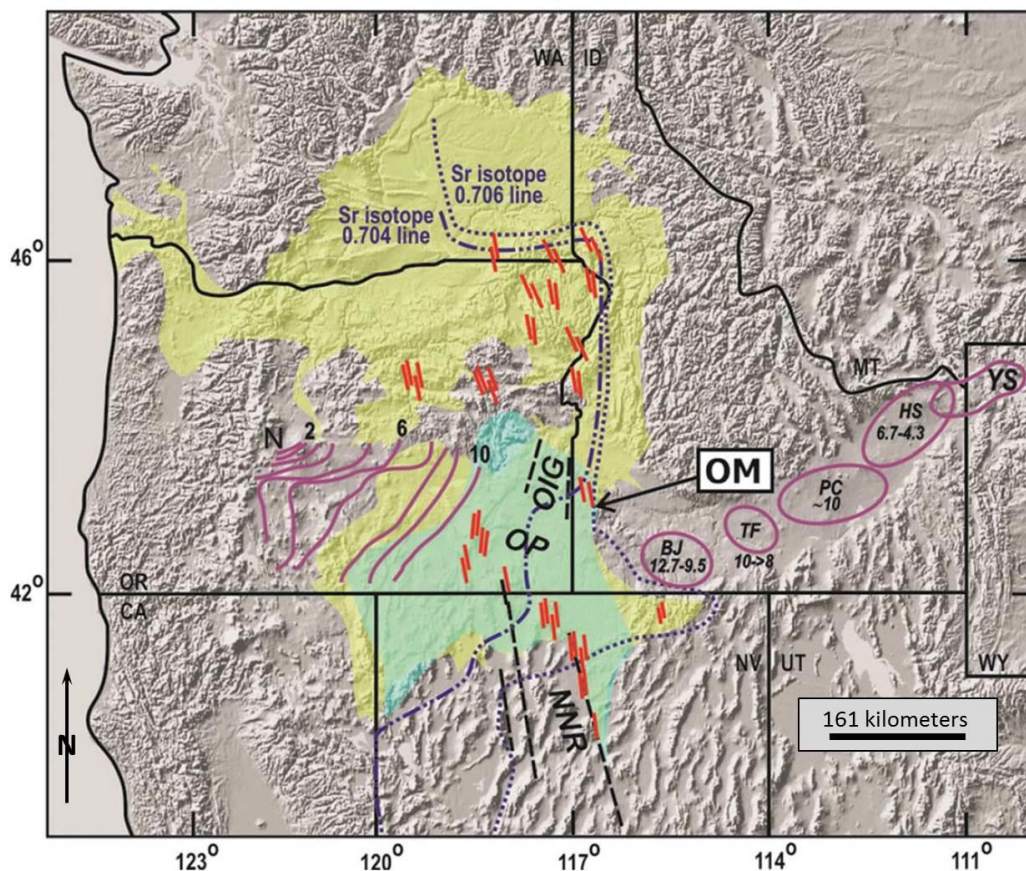 WA
ID
Sr isotope
0.706 line
Sr isotope
0.704 line
46°
MT
YS
HS
6.7-4.3
N
2
6
10
OM
OIG
PC
~10
OP
TF
10->8
BJ
12.7-9.5
42°
OR
CA
NV
UT
WY
NNR
161 kilometers
N
123°
120°
117°
114°
111°